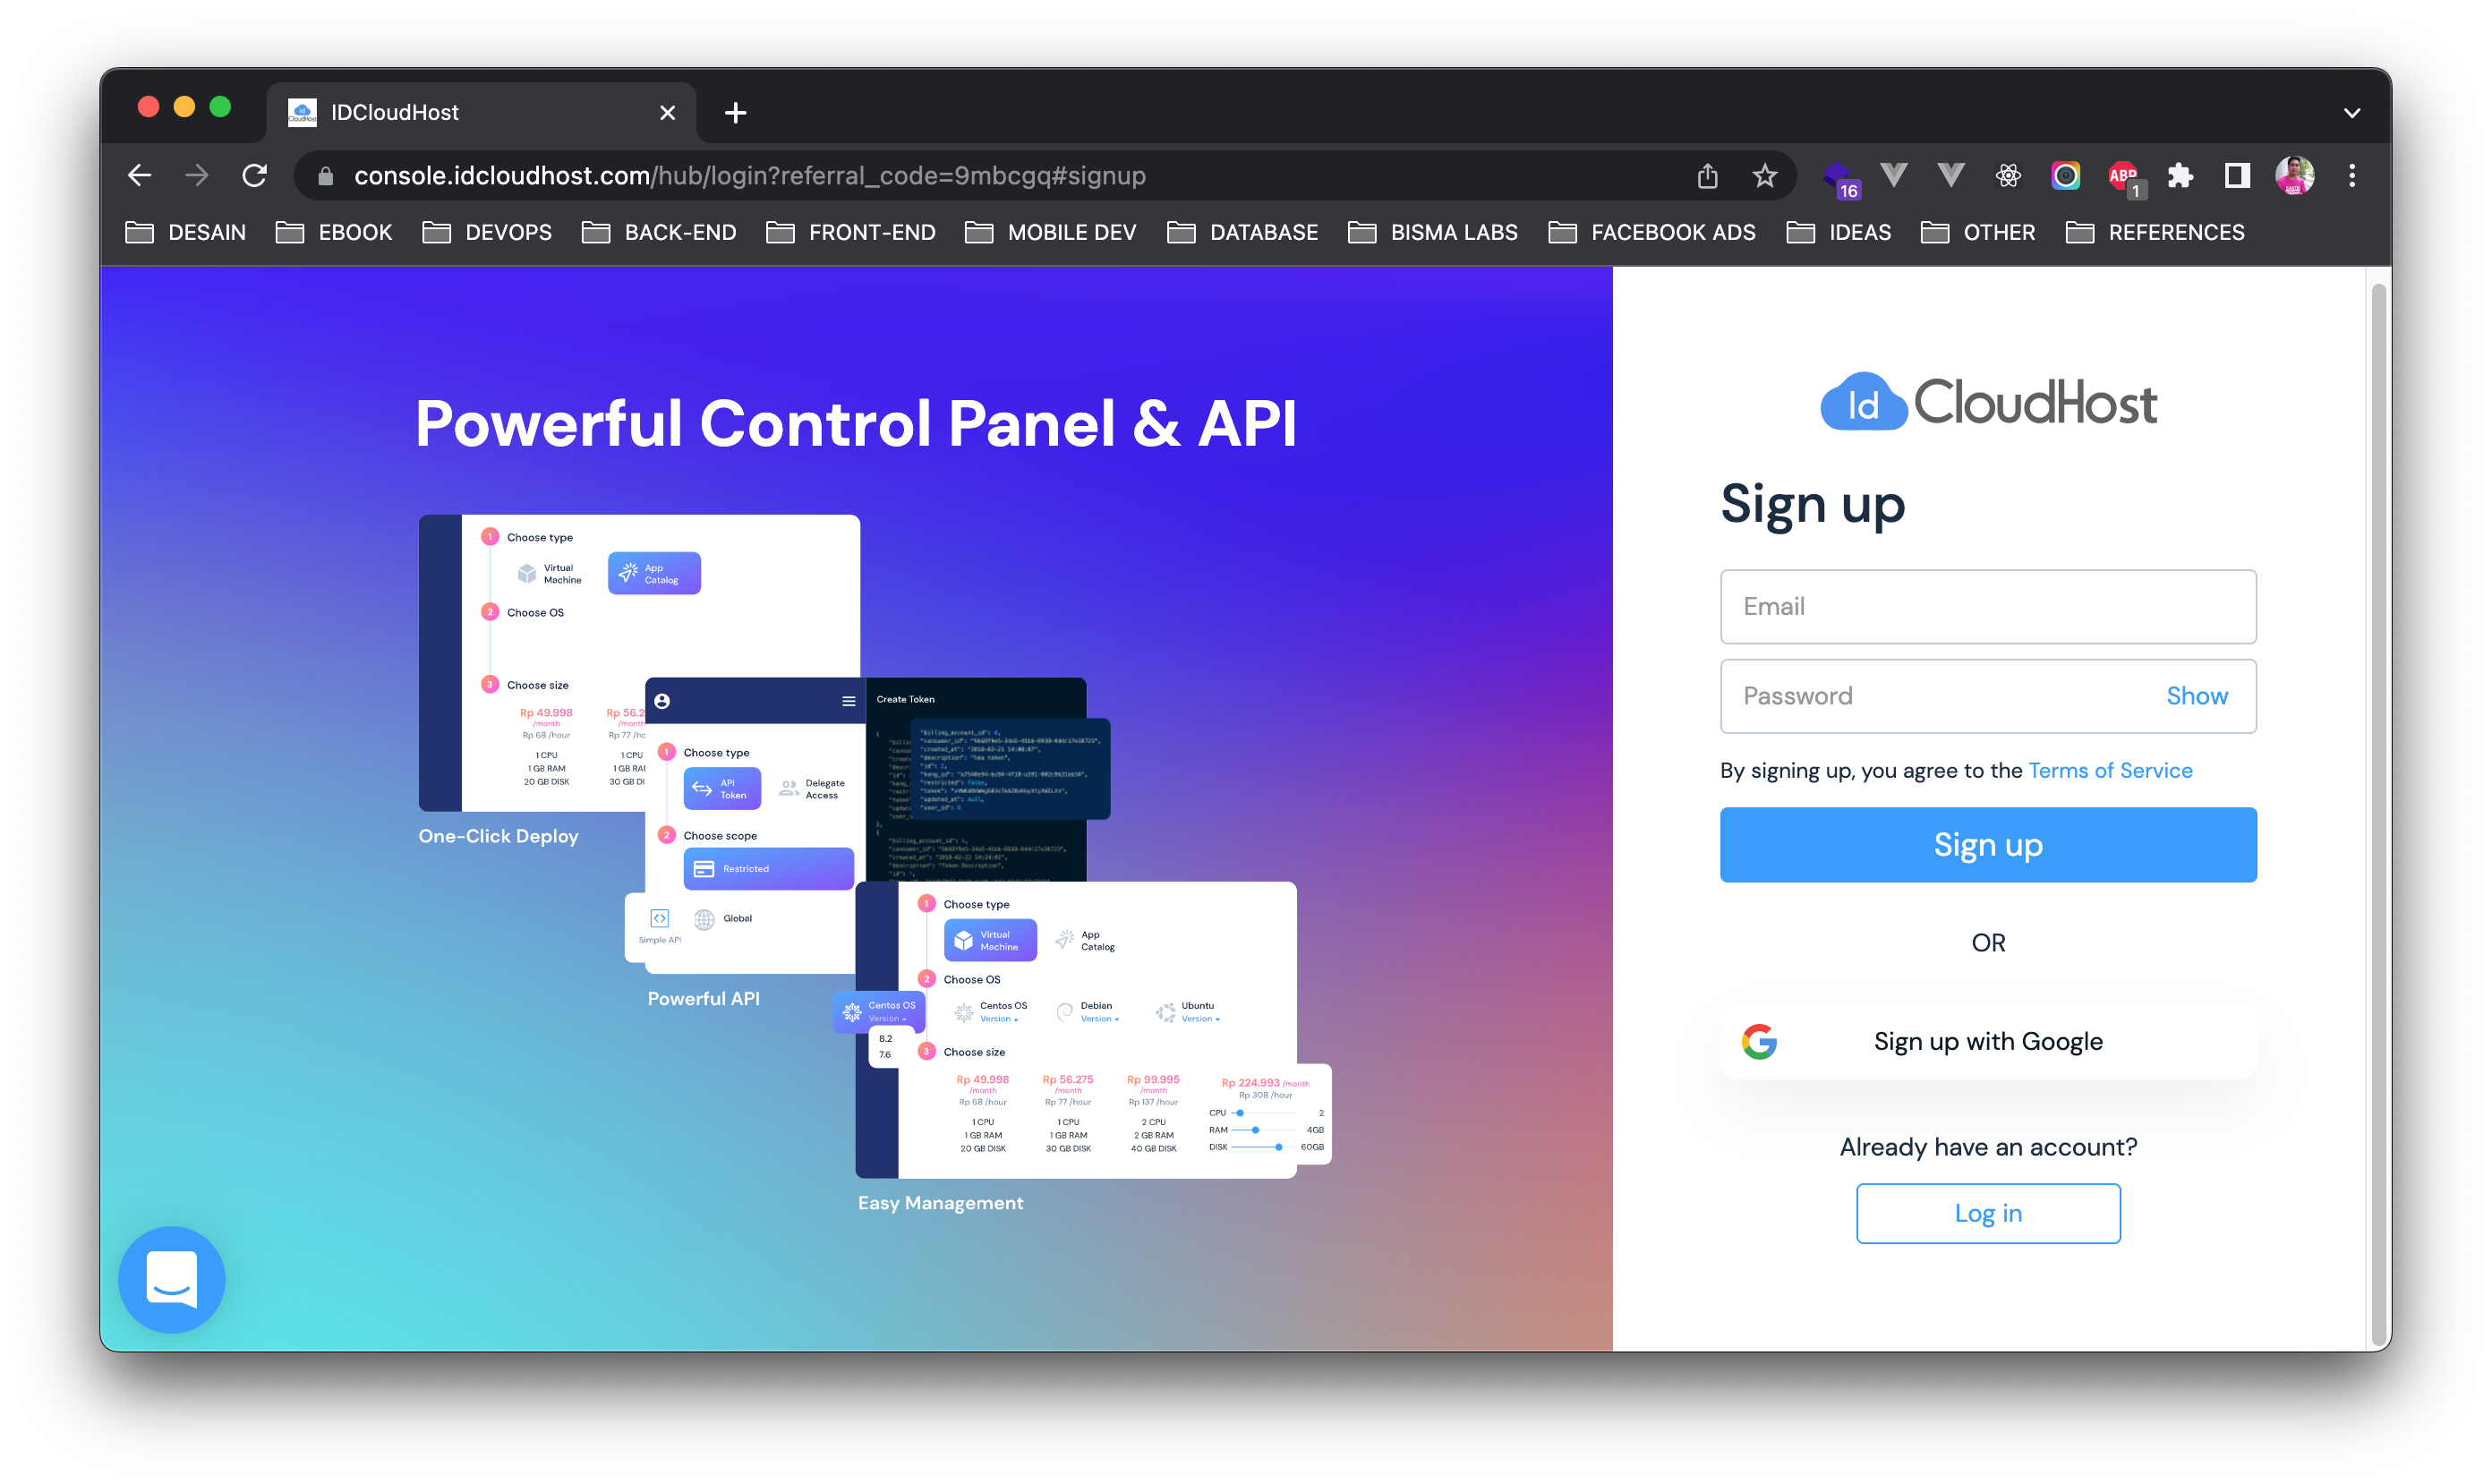 IDCloudHost
console.idcloudhost.com/hub/login?referral_code=9mbcgq#signup
16
ABP
1
DESAIN
EBOOK
DEVOPS
BACK-END
FRONT-END
MOBILE DEV
DATABASE
BISMA LABS
FACEBOOK ADS
IDEAS
OTHER
REFERENCES
Powerful Control Panel & API
1 Choose type
Virtual Machine
App Catalog
2 Choose OS
3 Choose size
Rp 49.998
/month
Rp 68 /hour
1 CPU
1 GB RAM
20 GB DISK
Rp 56.2
/month
Rp 77 /h
1 CPU
1 GB RA
30 GB DI
One-Click Deploy
1 Choose type
API Token
Delegate Access
2 Choose scope
Restricted
Simple API
Global
Powerful API
Create Token
1 Choose type
Virtual Machine
App Catalog
2 Choose OS
Centos OS
Version
8.2
7.6
Centos OS
Version
Debian
Version
Ubuntu
Version
3 Choose size
Rp 49.998
/month
Rp 68 /hour
1 CPU
1 GB RAM
20 GB DISK
Rp 56.275
/month
Rp 77 /hour
1 CPU
1 GB RAM
30 GB DISK
Rp 99.995
/month
Rp 137 /hour
2 CPU
2 GB RAM
40 GB DISK
Rp 224.993 /month
Rp 308 /hour
CPU 2
RAM 4GB
DISK 60GB
Easy Management
Id CloudHost
Sign up
Email
Password Show
By signing up, you agree to the Terms of Service
Sign up
OR
Sign up with Google
Already have an account?
Log in